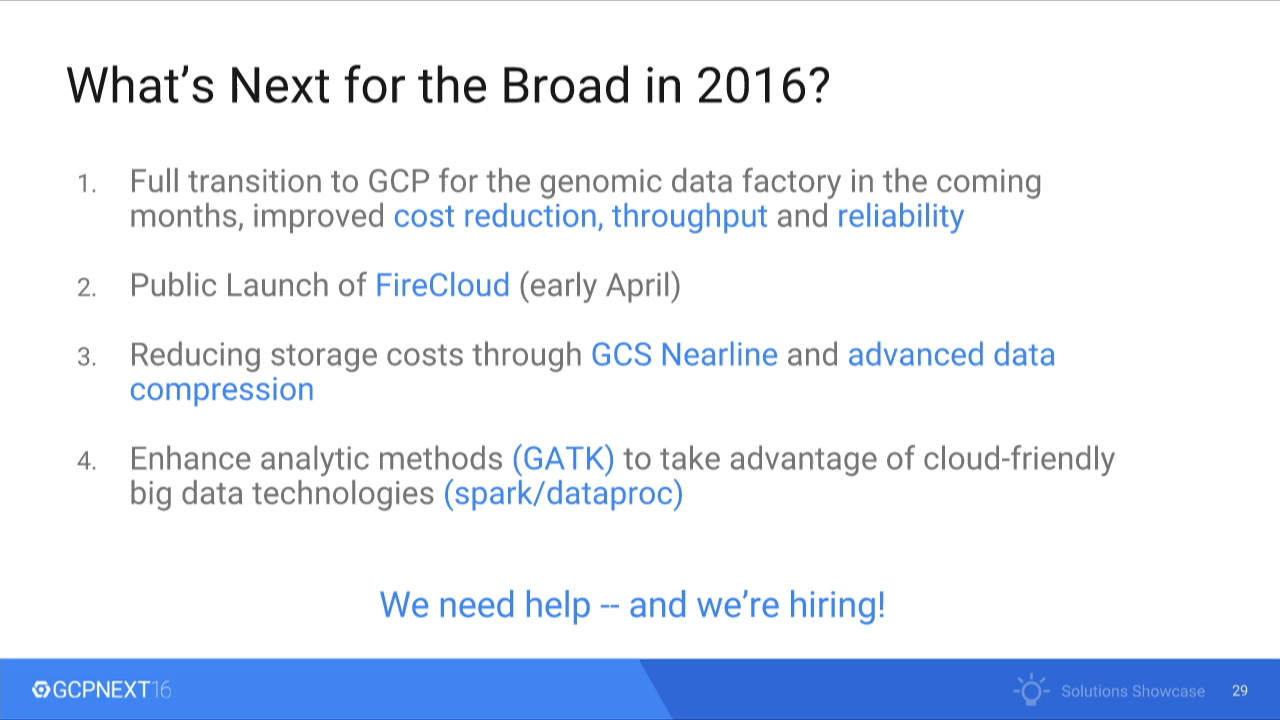 What's Next for the Broad in 2016?
1. Full transition to GCP for the genomic data factory in the coming
months, improved cost reduction, throughput and reliability
2. Public Launch of FireCloud (early April)
3. Reducing storage costs through GCS Nearline and advanced data
compression
4. Enhance analytic methods (GATK) to take advantage of cloud-friendly
big data technologies (spark/dataproc)
We need help -- and we're hiring!
GCPNEXT16
Solutions Showcase 29